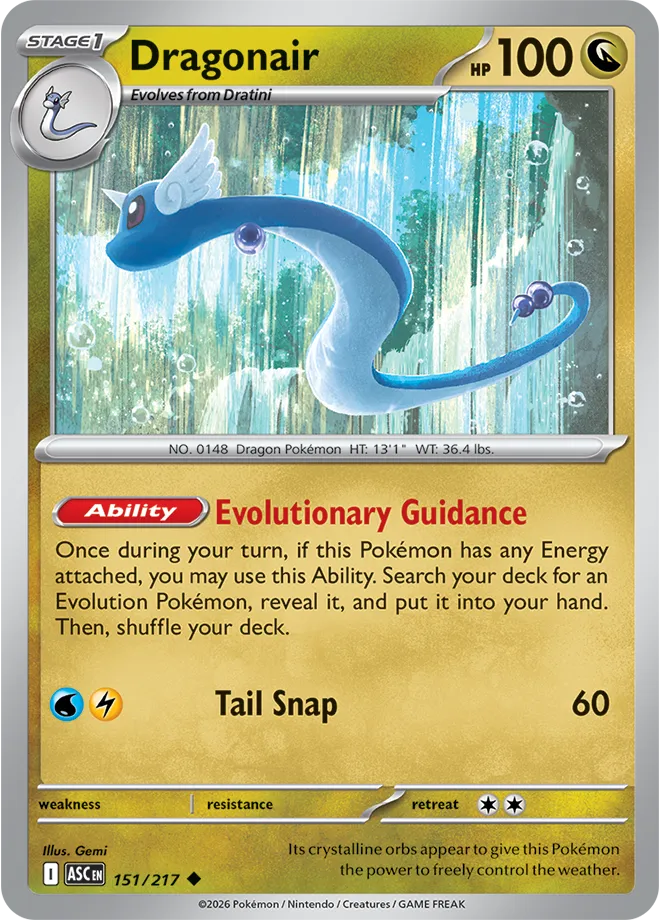 STAGE1
Dragonair
HP 100
Evolves from Dratini
NO. 0148 Dragon Pokémon HT: 13'1" WT: 36.4 lbs.
Ability Evolutionary Guidance
Once during your turn, if this Pokémon has any Energy
attached, you may use this Ability. Search your deck for an
Evolution Pokémon, reveal it, and put it into your hand.
Then, shuffle your deck.
Tail Snap 60
weakness resistance retreat
Illus. Gemi
Its crystalline orbs appear to give this Pokémon
the power to freely control the weather.
I ASC EN 151/217
©2026 Pokémon / Nintendo / Creatures / GAME FREAK